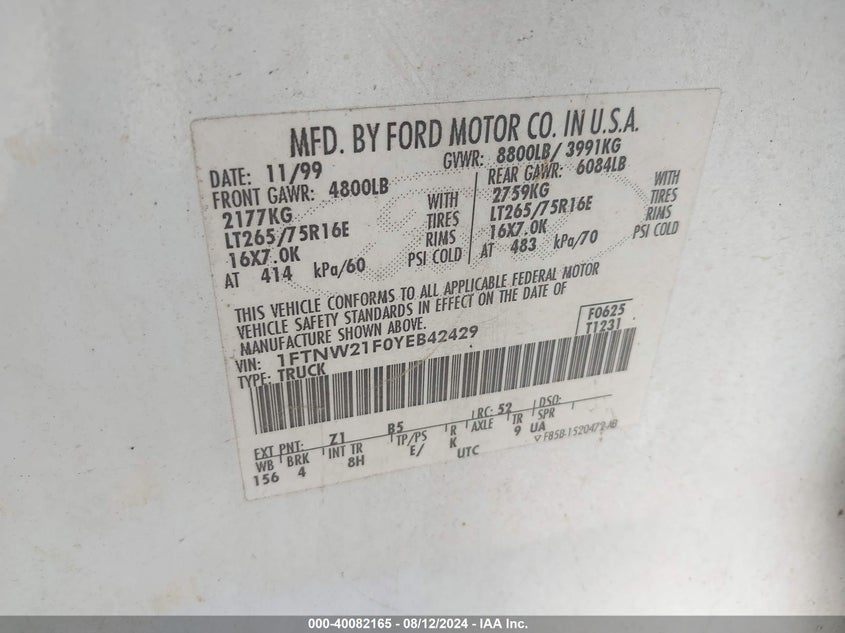 MFD. BY FORD MOTOR CO. IN U.S.A.
DATE: 11/99 GVWR: 8800LB/ 3991KG
FRONT GAWR: 4800LB REAR GAWR: 6084LB
2177KG WITH 2759KG WITH
LT265/75R16E TIRES LT265/75R16E TIRES
16X7.0K RIMS 16X7.0K RIMS
AT 414 kPa/60 PSI COLD AT 483 kPa/70 PSI COLD
THIS VEHICLE CONFORMS TO ALL APPLICABLE FEDERAL MOTOR
VEHICLE SAFETY STANDARDS IN EFFECT ON THE DATE OF
MANUFACTURE SHOWN ABOVE.
F0625
VIN: 1FTNW21F0YEB42429 T1231
TYPE: TRUCK
EXT PNT: Z1 B5 RC: 52 DSO:
WB BRK INT TR TP/PS R AXLE TR SPR
156 4 8H E/ K 9 UA
UTC F85B-1520472-AB
000-40082165 - 08/12/2024 - IAA Inc.